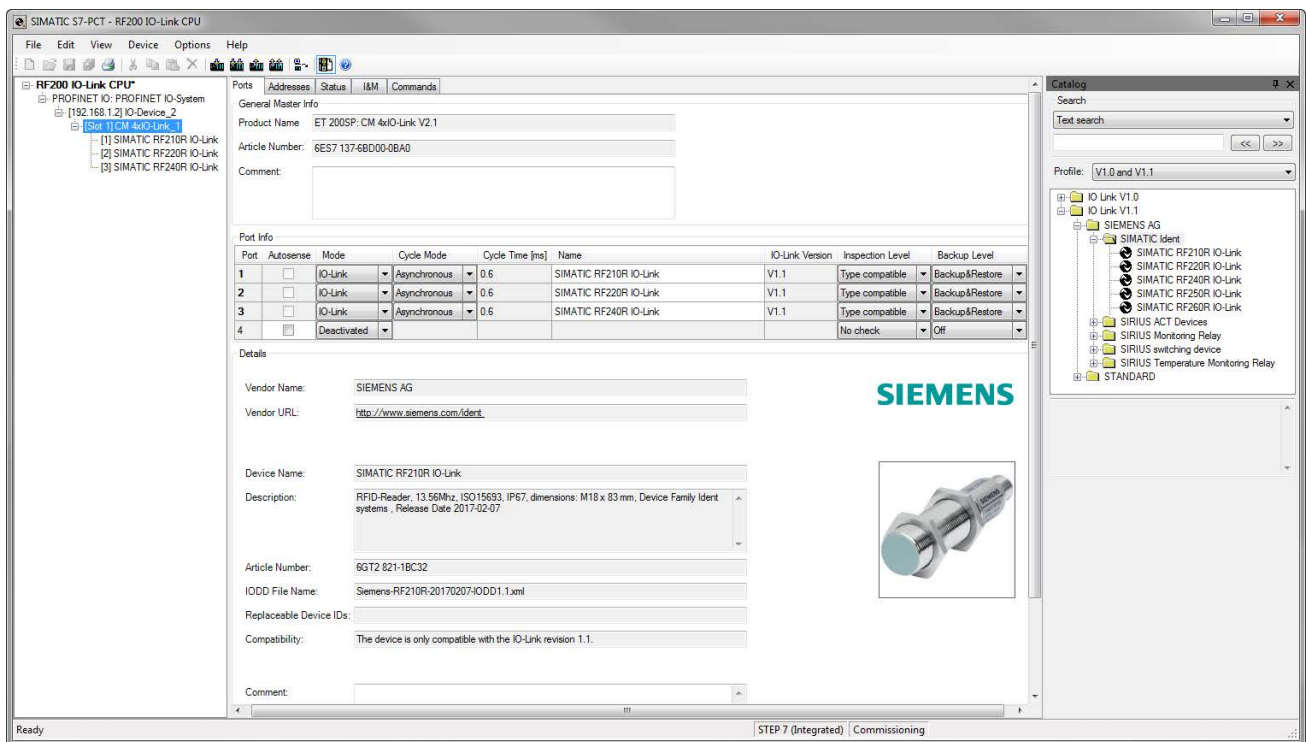 SIMATIC S7-PCT - RF200 IO-Link CPU
File Edit View Device Options Help
RF200 IO-Link CPU*
PROFINET IO: PROFINET IO-System
[192.168.1.2] IO-Device_2
[Slot 1] CM 4xIO-Link_1
[1] SIMATIC RF210R IO-Link
[2] SIMATIC RF220R IO-Link
[3] SIMATIC RF240R IO-Link
Ports Addresses Status I&M Commands
General Master Info
Product Name ET 200SP: CM 4xIO-Link V2.1
Article Number: 6ES7 137-6BD00-0BA0
Comment:
Port Info
Port Autosense Mode Cycle Mode Cycle Time [ms] Name IO-Link Version Inspection Level Backup Level
1 IO-Link Asynchronous 0.6 SIMATIC RF210R IO-Link V1.1 Type compatible Backup&Restore
2 IO-Link Asynchronous 0.6 SIMATIC RF220R IO-Link V1.1 Type compatible Backup&Restore
3 IO-Link Asynchronous 0.6 SIMATIC RF240R IO-Link V1.1 Type compatible Backup&Restore
4 Deactivated No check Off
Details
Vendor Name: SIEMENS AG
Vendor URL: http://www.siemens.com/ident
SIEMENS
Device Name: SIMATIC RF210R IO-Link
Description: RFID-Reader, 13.56Mhz, ISO15693, IP67, dimensions: M18 x 83 mm, Device Family Ident
systems , Release Date 2017-02-07
SIEMENS
Article Number: 6GT2 821-1BC32
IODD File Name: Siemens-RF210R-20170207-IODD1.1.xml
Replaceable Device IDs:
Compatibility: The device is only compatible with the IO-Link revision 1.1.
Comment:
Catalog
Search
Text search
<< >>
Profile: V1.0 and V1.1
IO Link V1.0
IO Link V1.1
SIEMENS AG
SIMATIC Ident
SIMATIC RF210R IO-Link
SIMATIC RF220R IO-Link
SIMATIC RF240R IO-Link
SIMATIC RF250R IO-Link
SIMATIC RF260R IO-Link
SIRIUS ACT Devices
SIRIUS Monitoring Relay
SIRIUS switching device
SIRIUS Temperature Monitoring Relay
STANDARD
Ready STEP 7 (Integrated) Commissioning